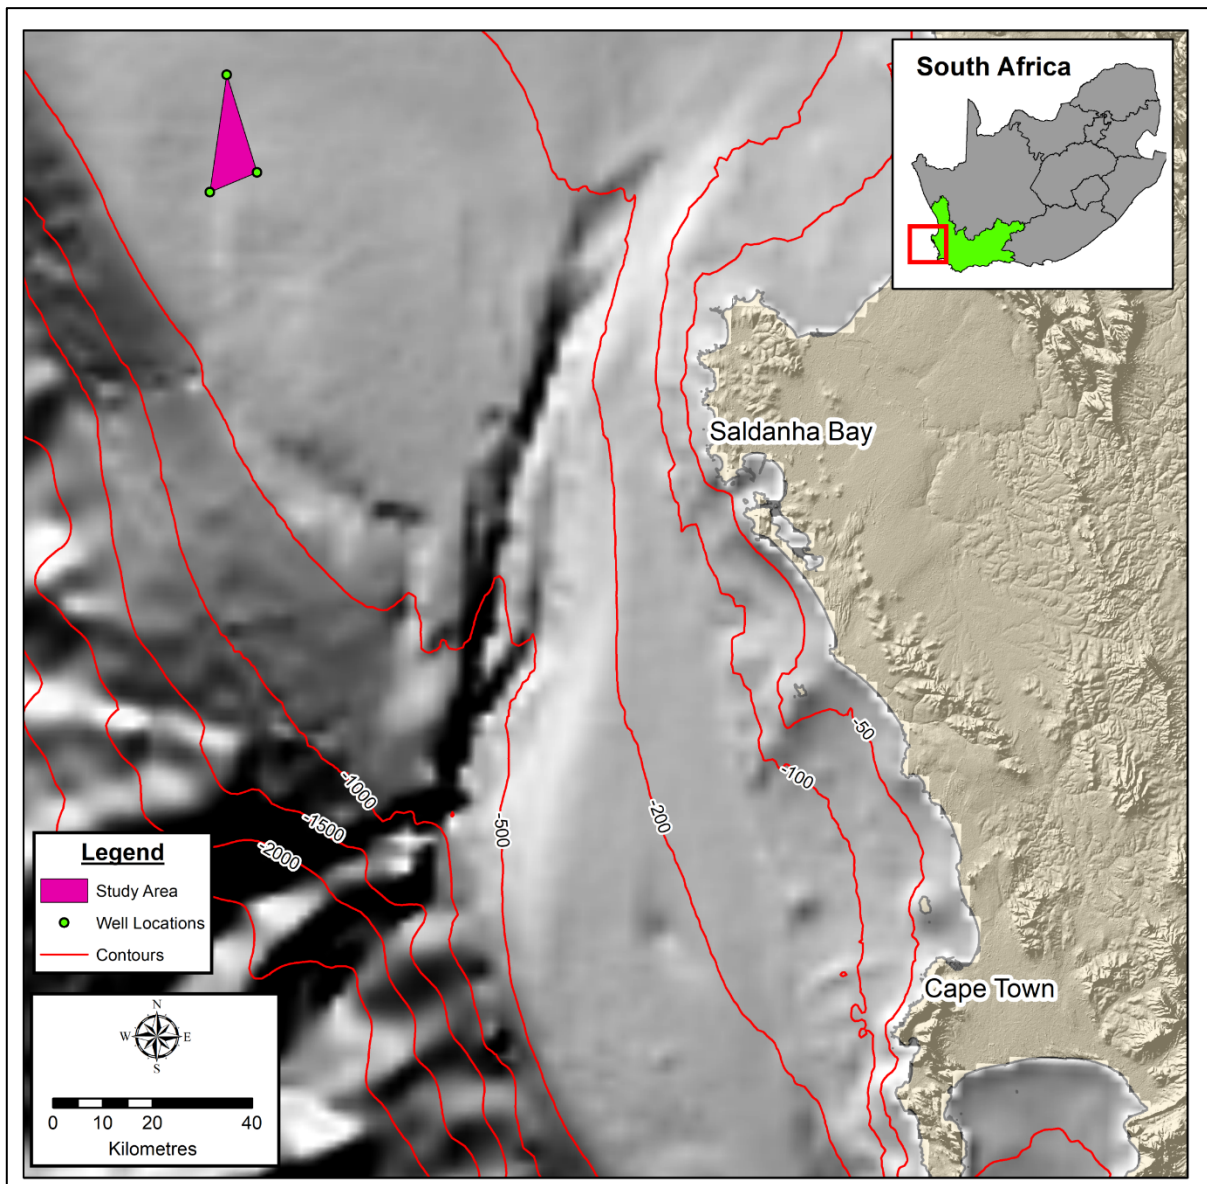 South Africa
Saldanha Bay
-50
-100
-1000
-200
-1500
-500
-2000
Legend
Study Area
Well Locations
Contours
Cape Town
N
W E
S
0 10 20 40
Kilometres